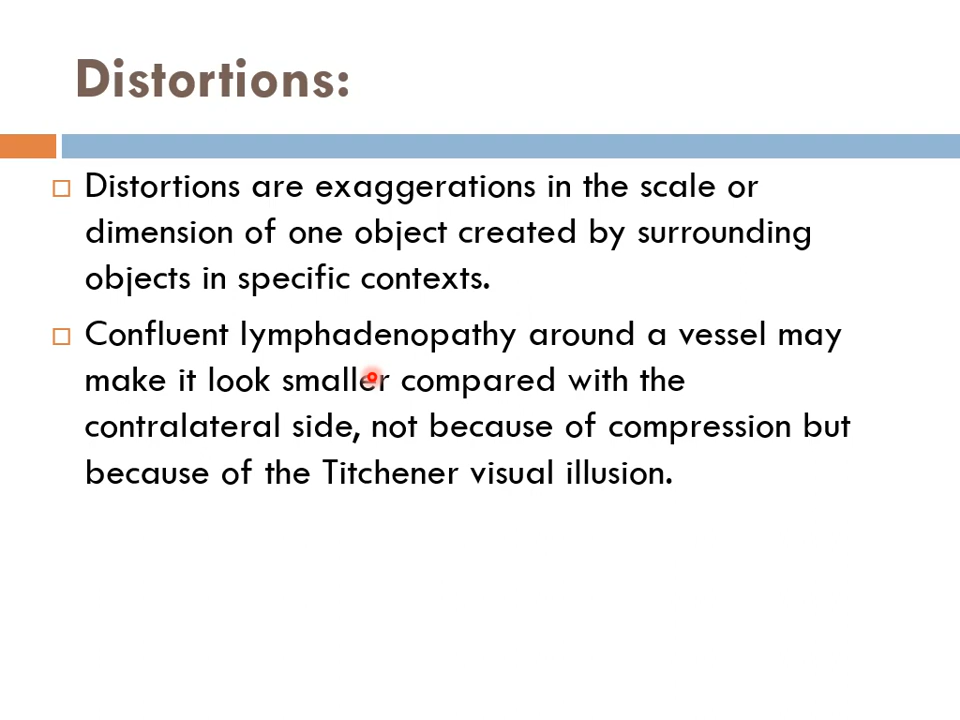 Distortions:
Distortions are exaggerations in the scale or
dimension of one object created by surrounding
objects in specific contexts.
Confluent lymphadenopathy around a vessel may
make it look smaller compared with the
contralateral side, not because of compression but
because of the Titchener visual illusion.